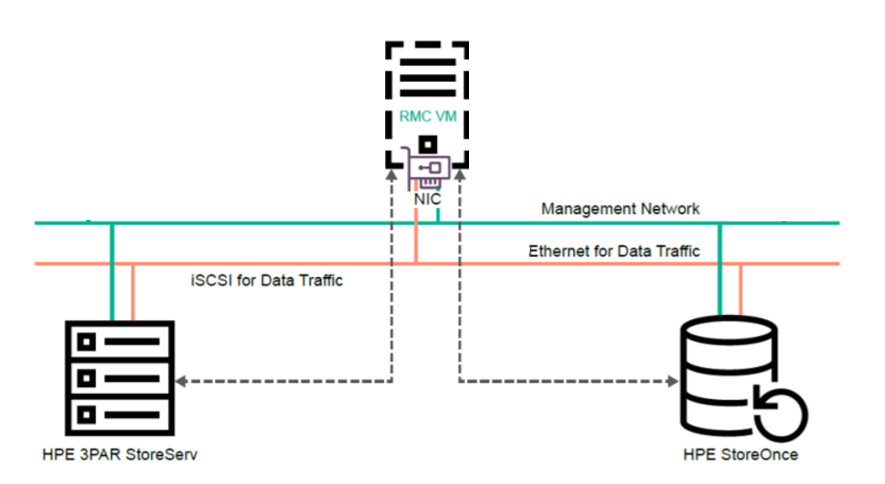 RMC VM
NIC
Management Network
Ethernet for Data Traffic
iSCSI for Data Traffic
HPE 3PAR StoreServ
HPE StoreOnce